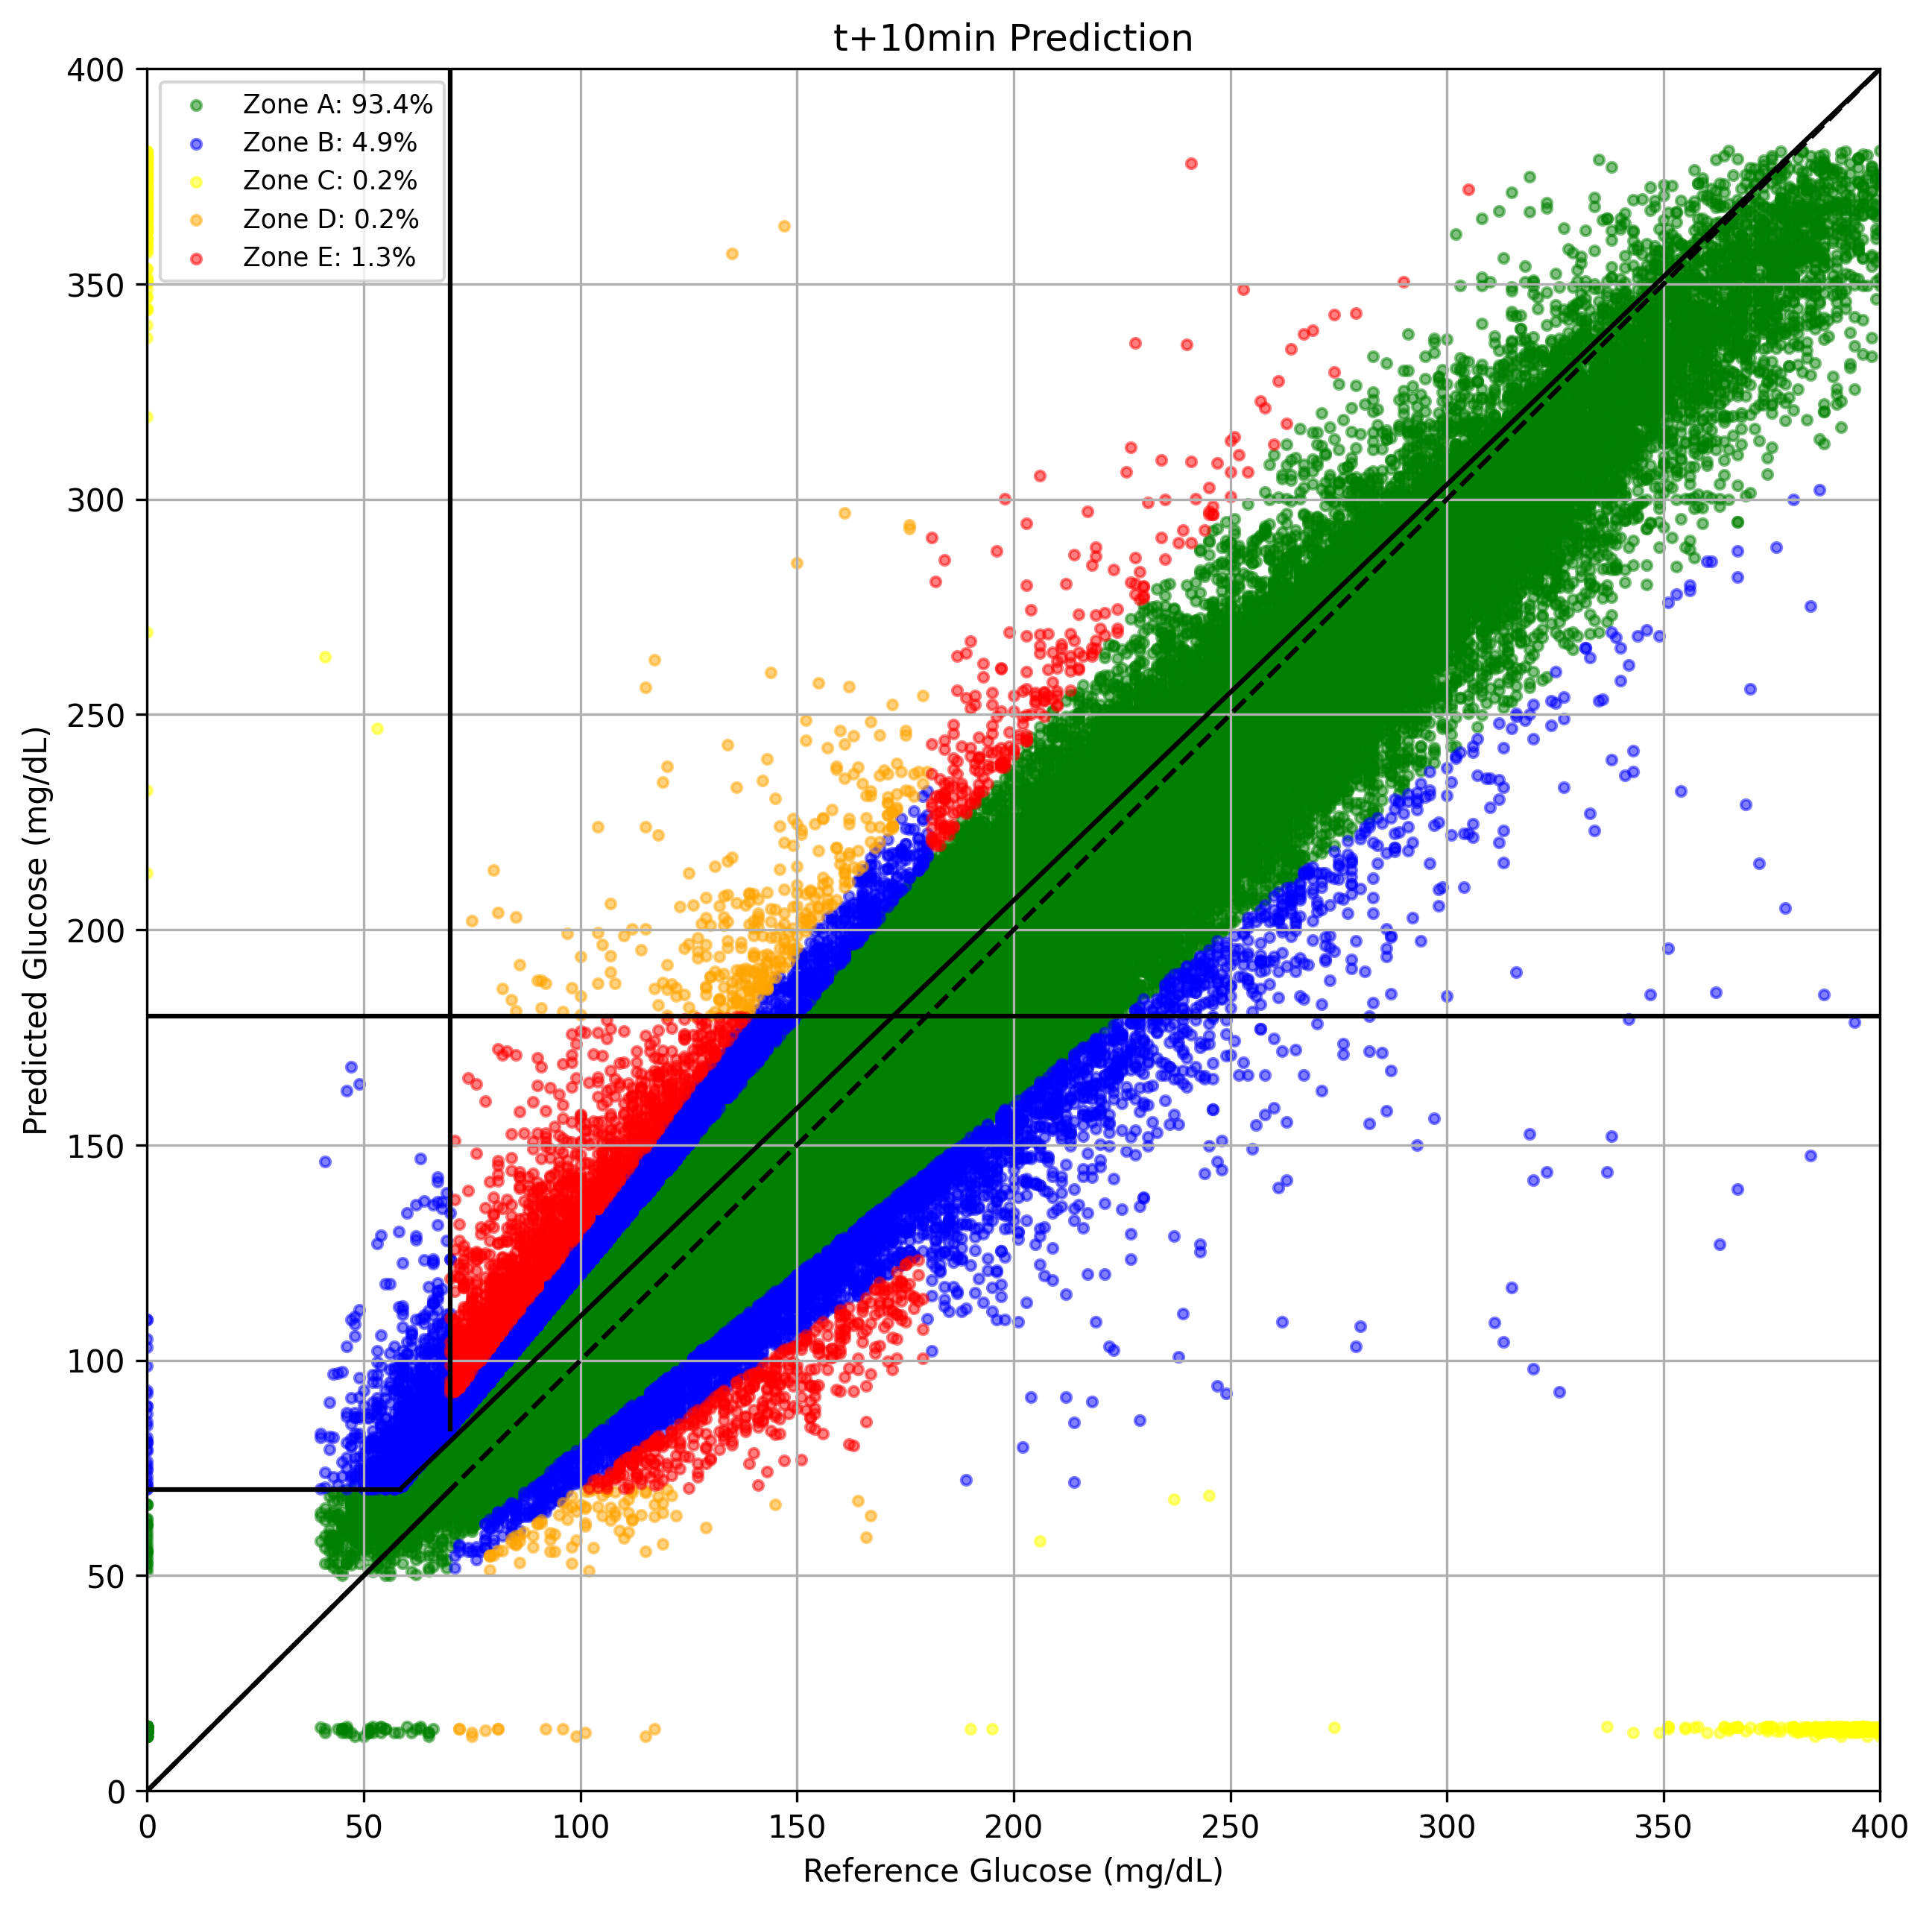 t+10min Prediction
Zone A: 93.4%
Zone B: 4.9%
Zone C: 0.2%
Zone D: 0.2%
Zone E: 1.3%
Predicted Glucose (mg/dL)
400
350
300
250
200
150
100
50
0
0 50 100 150 200 250 300 350 400
Reference Glucose (mg/dL)